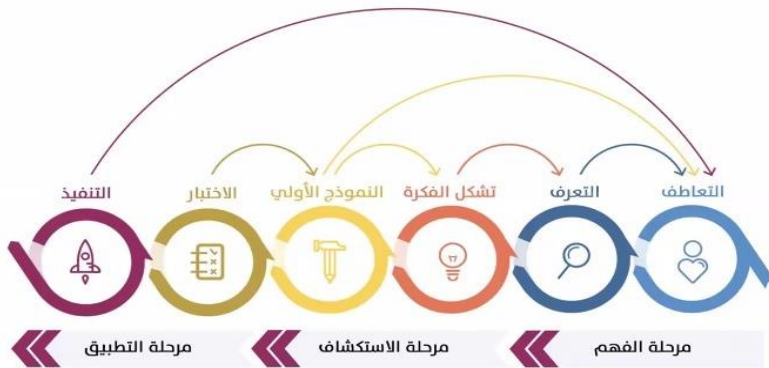 التعاطف
التعرف
تشكل الفكرة
النموذج الأولي
الاختبار
التنفيذ
مرحلة الفهم
مرحلة الاستكشاف
مرحلة التطبيق